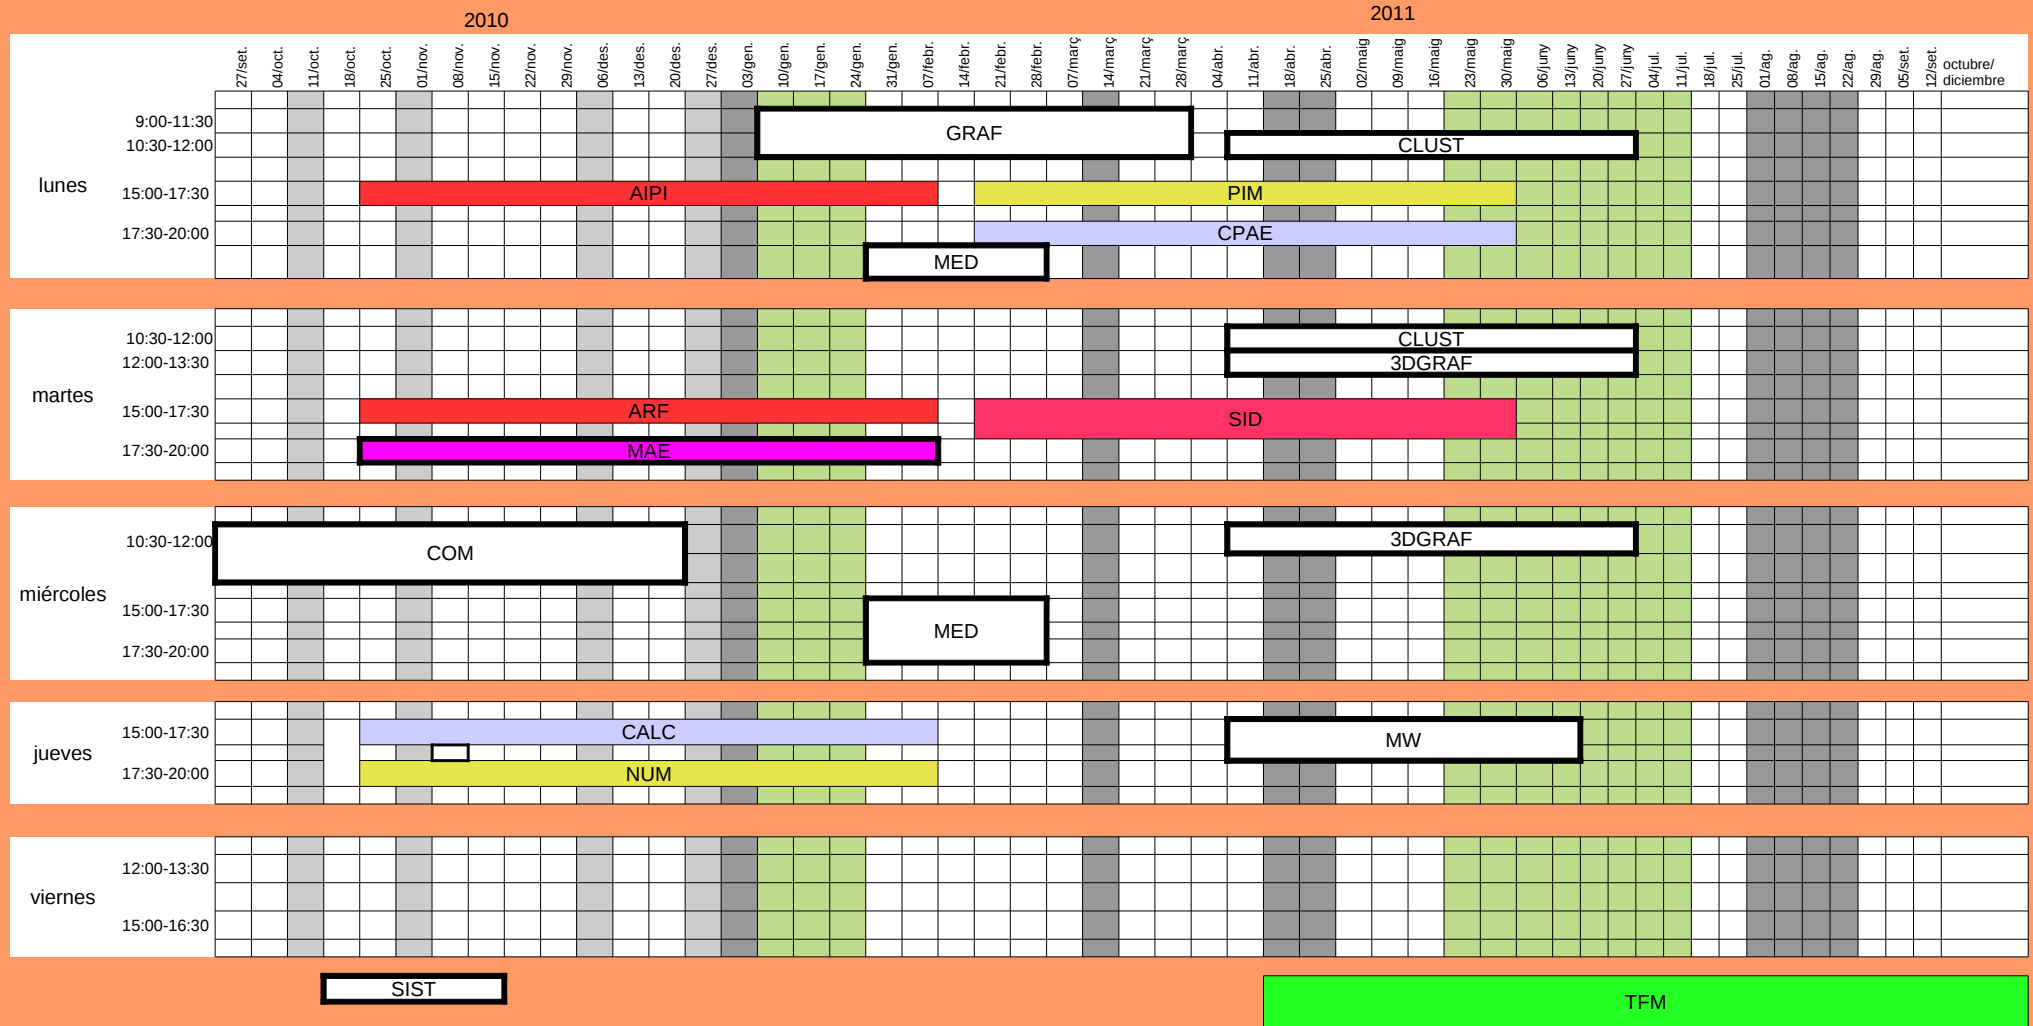 2010
2011
27/set.
04/oct.
11/oct.
18/oct
25/oct.
01/nov.
08/nov.
15/nov.
22/nov.
29/nov.
06/des.
13/des.
20/des.
27/des.
03/gen.
10/gen.
17/gen.
24/gen.
31/gen.
07/febr.
14/febr.
21/febr.
28/febr.
07/març
14/març
21/març
28/març
04/abr.
11/abr.
18/abr.
25/abr.
02/maig
09/maig
16/maig
23/maig
30/maig
06/juny
13/juny
20/juny
27/juny
04/jul.
11/jul.
18/jul.
25/jul.
01/ag.
08/ag.
15/ag.
22/ag.
29/ag.
05/set.
12/set
octubre/
diciembre
lunes
9:00-11:30
GRAF
10:30-12:00
CLUST
15:00-17:30
AIPI
PIM
17:30-20:00
CPAE
MED
martes
10:30-12:00
CLUST
12:00-13:30
3DGRAF
15:00-17:30
ARF
SID
17:30-20:00
MAE
miércoles
10:30-12:00
COM
3DGRAF
15:00-17:30
MED
17:30-20:00
jueves
15:00-17:30
CALC
MW
17:30-20:00
NUM
viernes
12:00-13:30
15:00-16:30
SIST
TFM